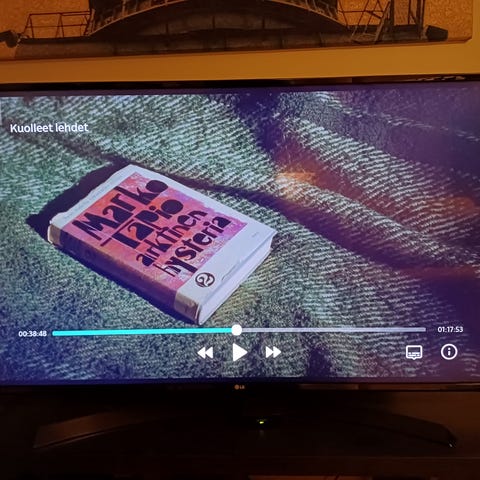 Kuolleet lehdet
Marko
Tapio
arktinen
hysteria
2
00:38:48
01:17:53
LG